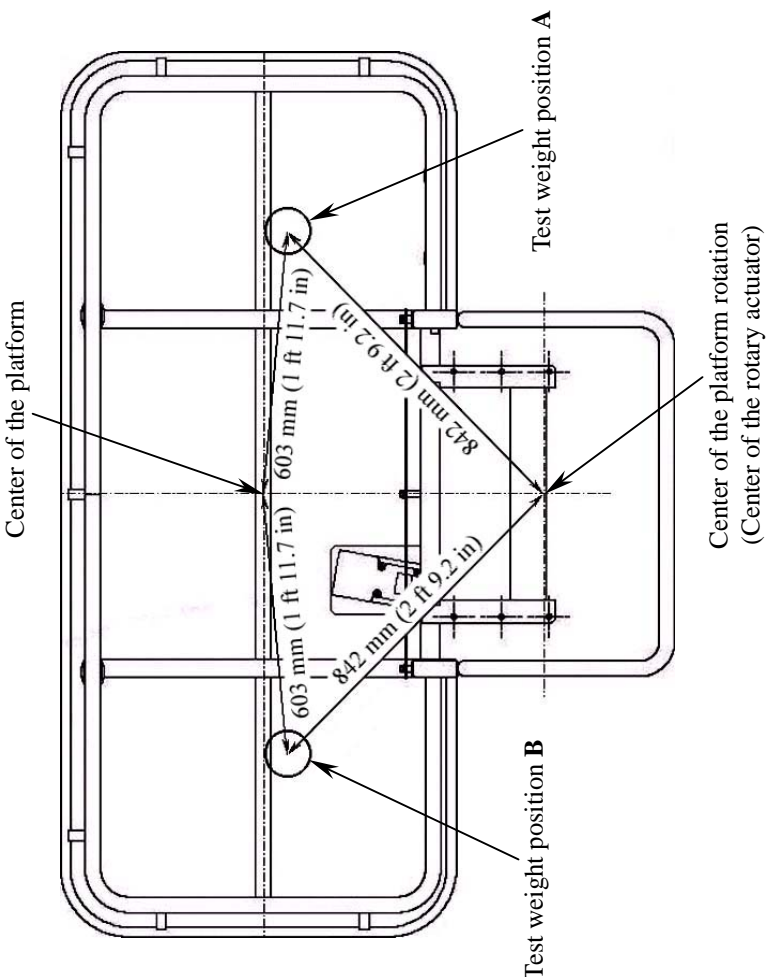 Center of the platform
Test weight position A
603 mm (1 ft 11.7 in)
842 mm (2 ft 9.2 in)
603 mm (1 ft 11.7 in)
842 mm (2 ft 9.2 in)
Test weight position B
Center of the platform rotation
(Center of the rotary actuator)